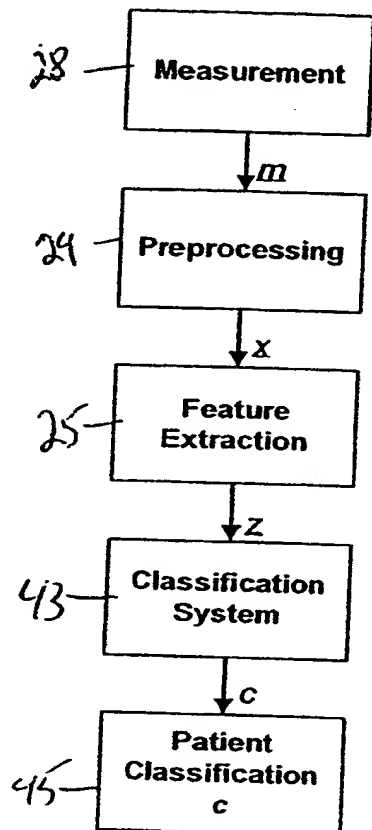 28
Measurement
m
24
Preprocessing
x
25
Feature
Extraction
z
43
Classification
System
c
45
Patient
Classification
c